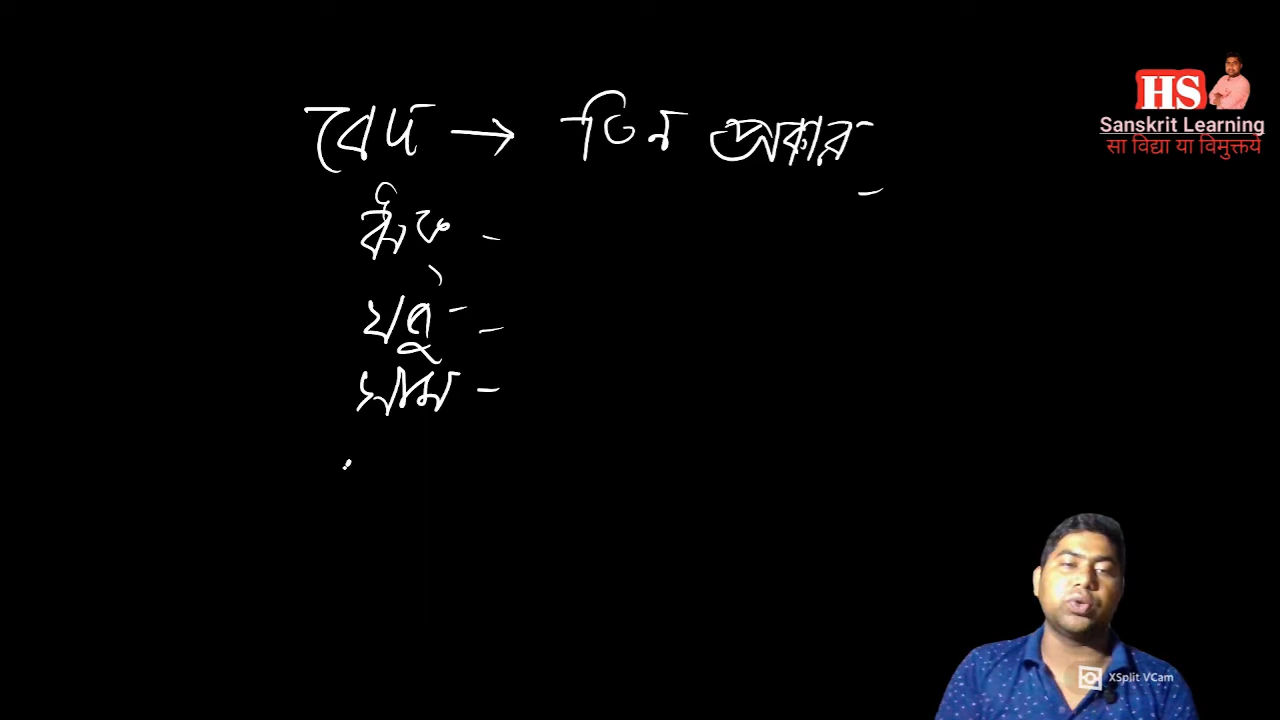 বেদ → তিন প্রকার -
ঋক -
যজু -
সাম -
HS
Sanskrit Learning
सा विद्या या विमुक्तये
XSplit VCam